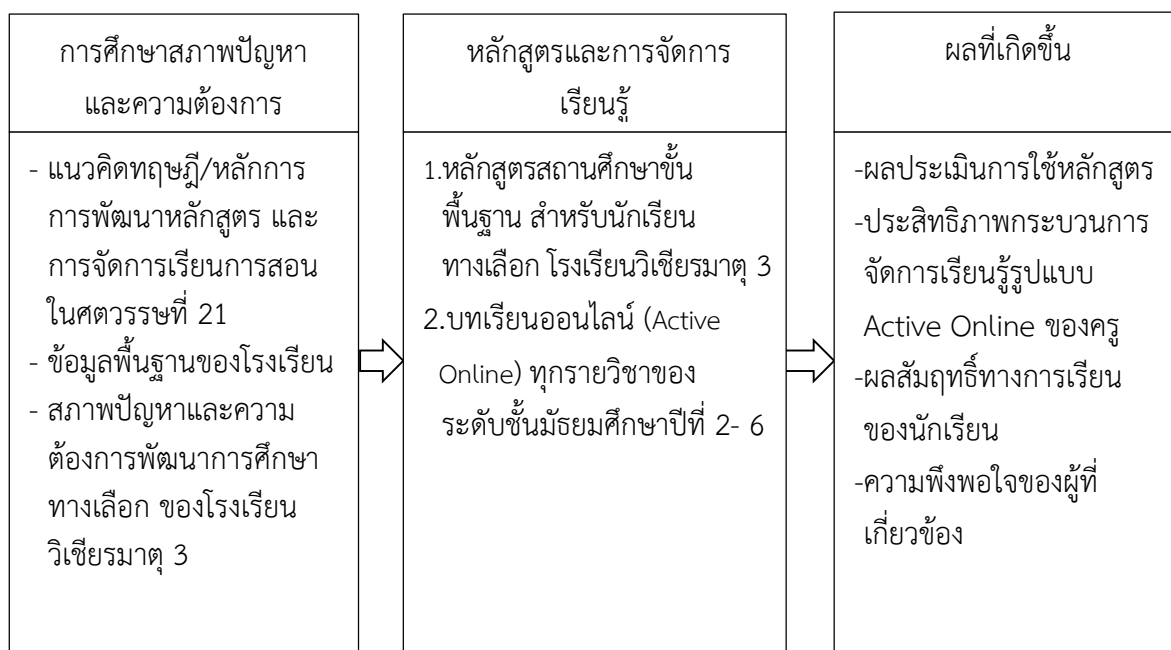 การศึกษาสภาพปัญหา
และความต้องการ
- แนวคิดทฤษฎี/หลักการ
การพัฒนาหลักสูตร และ
การจัดการเรียนการสอน
ในศตวรรษที่ 21
- ข้อมูลพื้นฐานของโรงเรียน
- สภาพปัญหาและความ
ต้องการพัฒนาการศึกษา
ทางเลือก ของโรงเรียน
วิเชียรมาตุ 3
หลักสูตรและการจัดการ
เรียนรู้
1.หลักสูตรสถานศึกษาขั้น
พื้นฐาน สำหรับนักเรียน
ทางเลือก โรงเรียนวิเชียรมาตุ 3
2.บทเรียนออนไลน์ (Active
Online) ทุกรายวิชาของ
ระดับชั้นมัธยมศึกษาปีที่ 2- 6
ผลที่เกิดขึ้น
-ผลประเมินการใช้หลักสูตร
-ประสิทธิภาพกระบวนการ
จัดการเรียนรู้รูปแบบ
Active Online ของครู
-ผลสัมฤทธิ์ทางการเรียน
ของนักเรียน
-ความพึงพอใจของผู้ที่
เกี่ยวข้อง